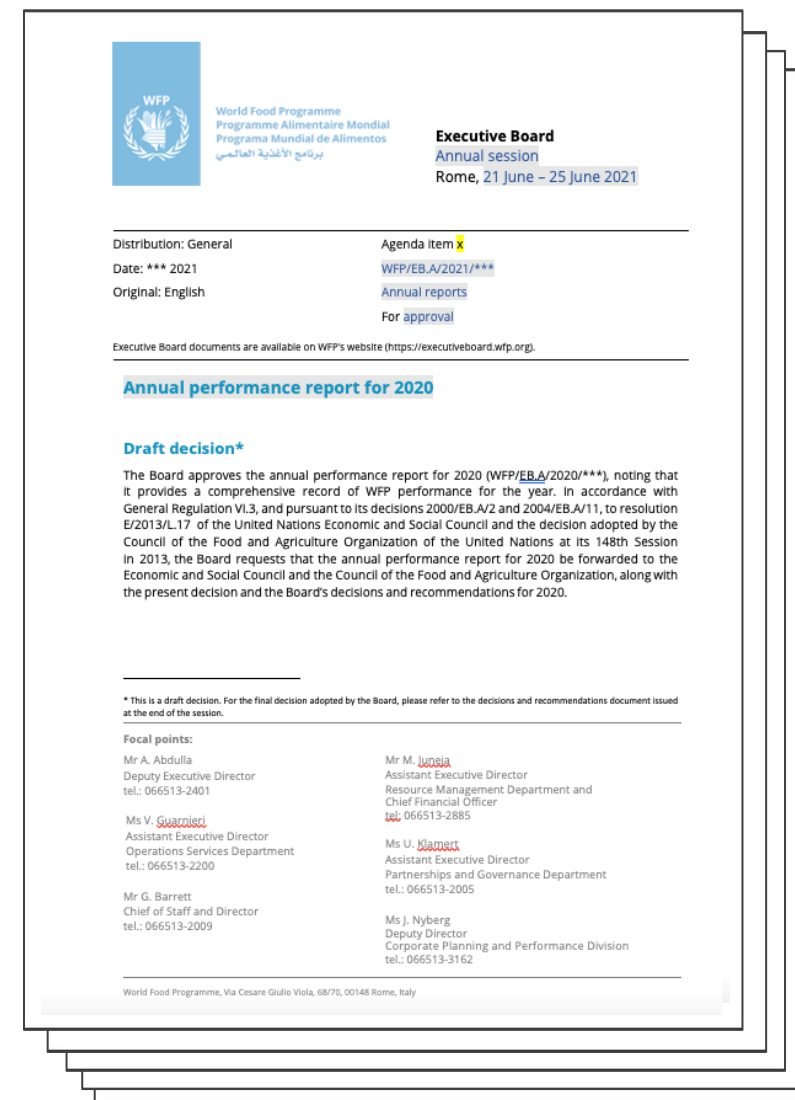 WFP
World Food Programme
Programme Alimentaire Mondial
Programa Mundial de Alimentos
برنامج الأغذية العالمي
Executive Board
Annual session
Rome, 21 June – 25 June 2021
Distribution: General
Date: *** 2021
Original: English
Agenda item x
WFP/EB.A/2021/***
Annual reports
For approval
Executive Board documents are available on WFP's website (https://executiveboard.wfp.org).
Annual performance report for 2020
Draft decision*
The Board approves the annual performance report for 2020 (WFP/EB.A/2020/***), noting that
it provides a comprehensive record of WFP performance for the year. In accordance with
General Regulation VI.3, and pursuant to its decisions 2000/EB.A/2 and 2004/EB.A/11, to resolution
E/2013/L.17 of the United Nations Economic and Social Council and the decision adopted by the
Council of the Food and Agriculture Organization of the United Nations at its 148th Session
in 2013, the Board requests that the annual performance report for 2020 be forwarded to the
Economic and Social Council and the Council of the Food and Agriculture Organization, along with
the present decision and the Board's decisions and recommendations for 2020.
* This is a draft decision. For the final decision adopted by the Board, please refer to the decisions and recommendations document issued
at the end of the session.
Focal points:
Mr A. Abdulla
Deputy Executive Director
tel.: 066513-2401
Ms V. Guarnieri
Assistant Executive Director
Operations Services Department
tel.: 066513-2200
Mr G. Barrett
Chief of Staff and Director
tel.: 066513-2009
Mr M. Juneja
Assistant Executive Director
Resource Management Department and
Chief Financial Officer
tel: 066513-2885
Ms U. Klamert
Assistant Executive Director
Partnerships and Governance Department
tel.: 066513-2005
Ms J. Nyberg
Deputy Director
Corporate Planning and Performance Division
tel.: 066513-3162
World Food Programme, Via Cesare Giulio Viola, 68/70, 00148 Rome, Italy